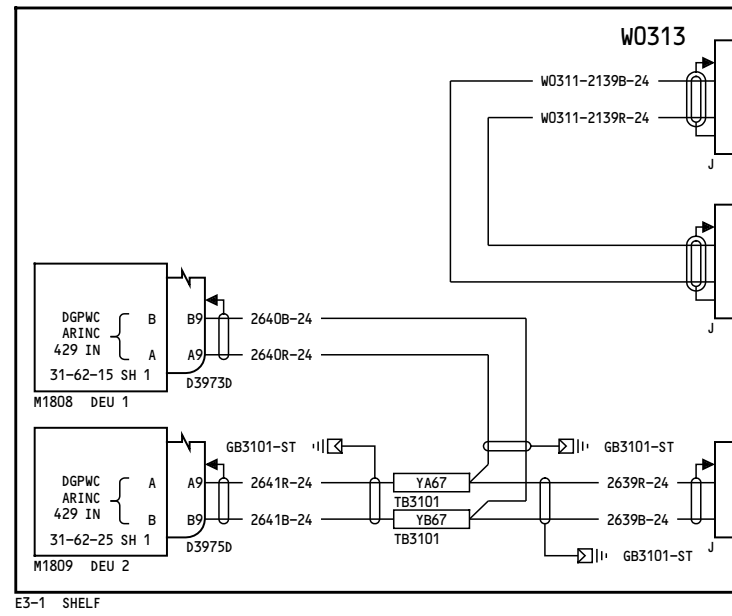 W0313
W0311-2139B-24
W0311-2139R-24
J
J
DGPWC
ARINC
429 IN
B B9 2640B-24
A A9 2640R-24
31-62-15 SH 1
D3973D
M1808 DEU 1
GB3101-ST
GB3101-ST
DGPWC
ARINC
429 IN
A A9 2641R-24 YA67 2639R-24
TB3101
B B9 2641B-24 YB67 2639B-24
TB3101
31-62-25 SH 1
D3975D
J
GB3101-ST
M1809 DEU 2
E3-1 SHELF